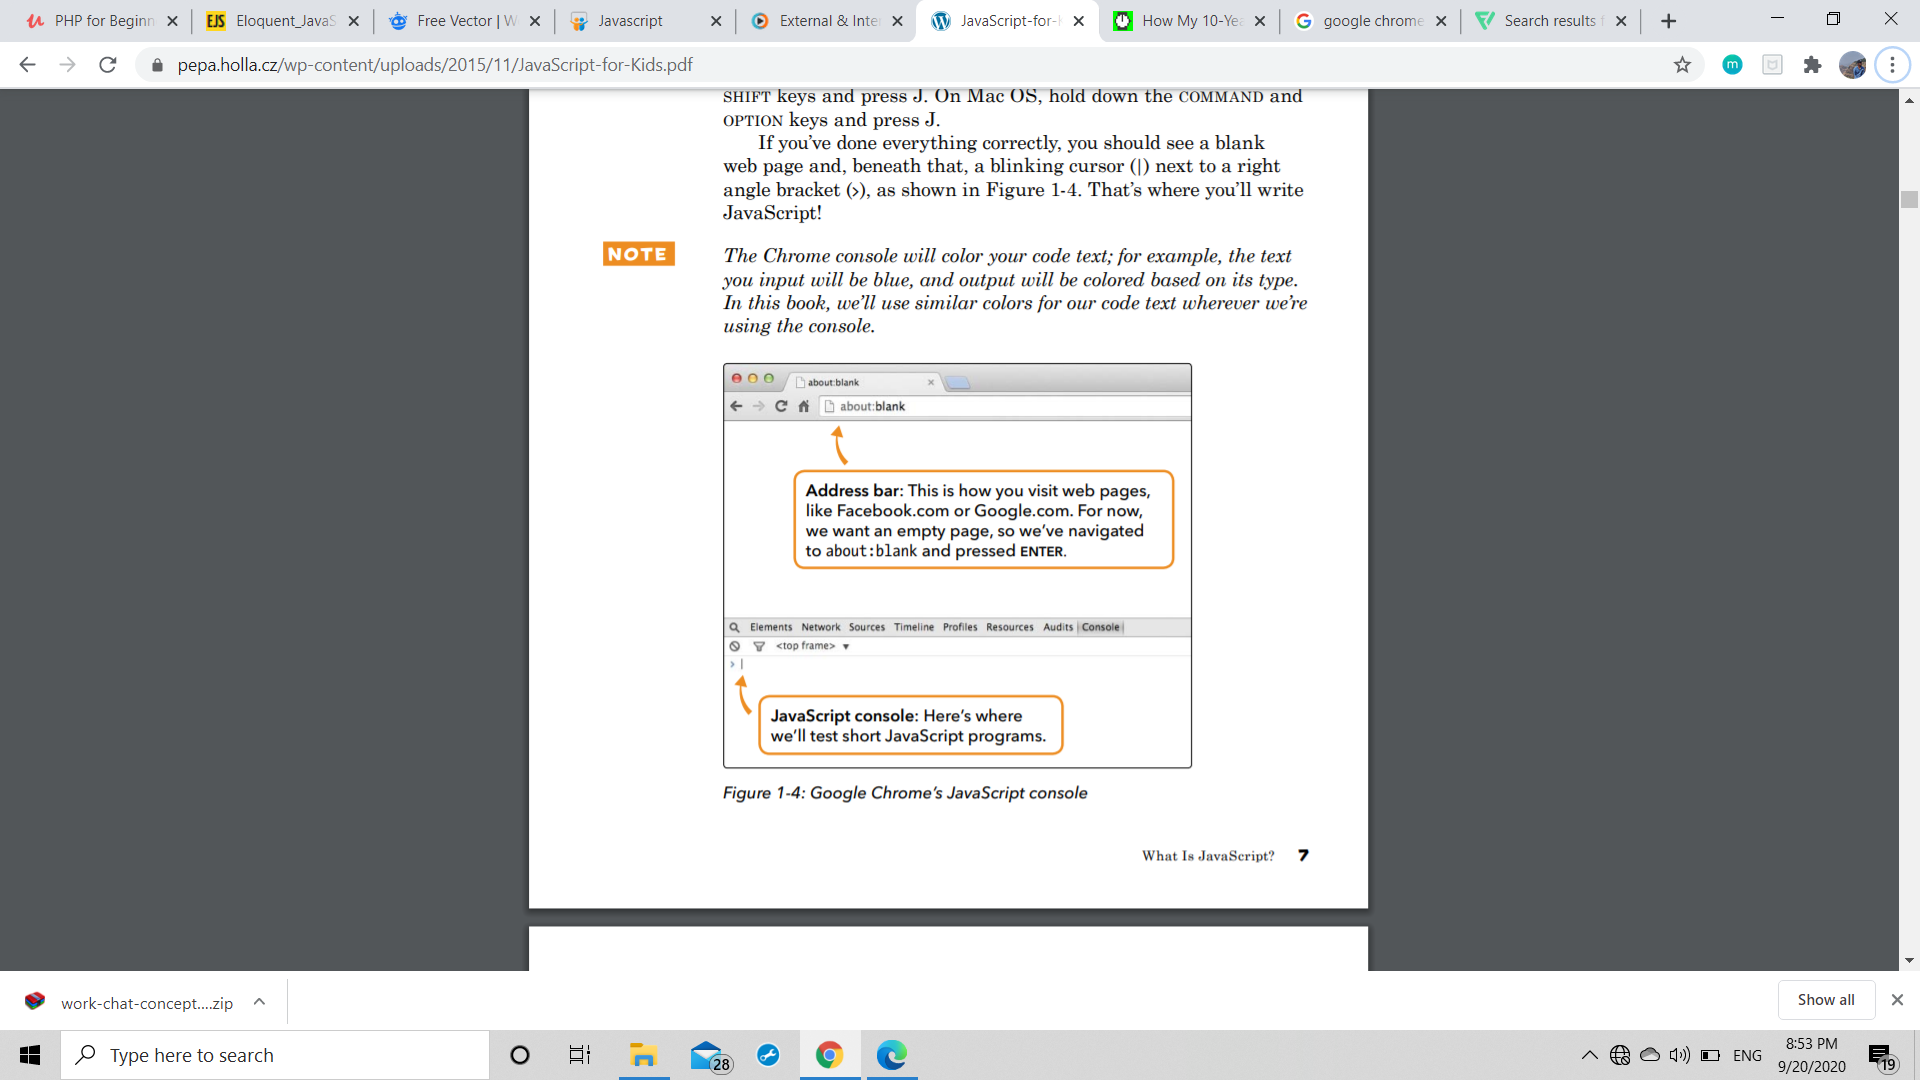 PHP for Beginn
Eloquent_JavaS
Free Vector | W
Javascript
External & Inte
JavaScript-for-
How My 10-Ye
google chrome
Search results
pepa.holla.cz/wp-content/uploads/2015/11/JavaScript-for-Kids.pdf
SHIFT keys and press J. On Mac OS, hold down the COMMAND and
OPTION keys and press J.
If you've done everything correctly, you should see a blank
web page and, beneath that, a blinking cursor (|) next to a right
angle bracket (>), as shown in Figure 1-4. That's where you'll write
JavaScript!
NOTE
The Chrome console will color your code text; for example, the text
you input will be blue, and output will be colored based on its type.
In this book, we'll use similar colors for our code text wherever we're
using the console.
about:blank
about:blank
Address bar: This is how you visit web pages,
like Facebook.com or Google.com. For now,
we want an empty page, so we've navigated
to about:blank and pressed ENTER.
Elements Network Sources Timeline Profiles Resources Audits Console
<top frame> ▼
> |
JavaScript console: Here's where
we'll test short JavaScript programs.
Figure 1-4: Google Chrome's JavaScript console
What Is JavaScript? 7
work-chat-concept....zip
Show all
Type here to search
28
ENG
8:53 PM
9/20/2020
19